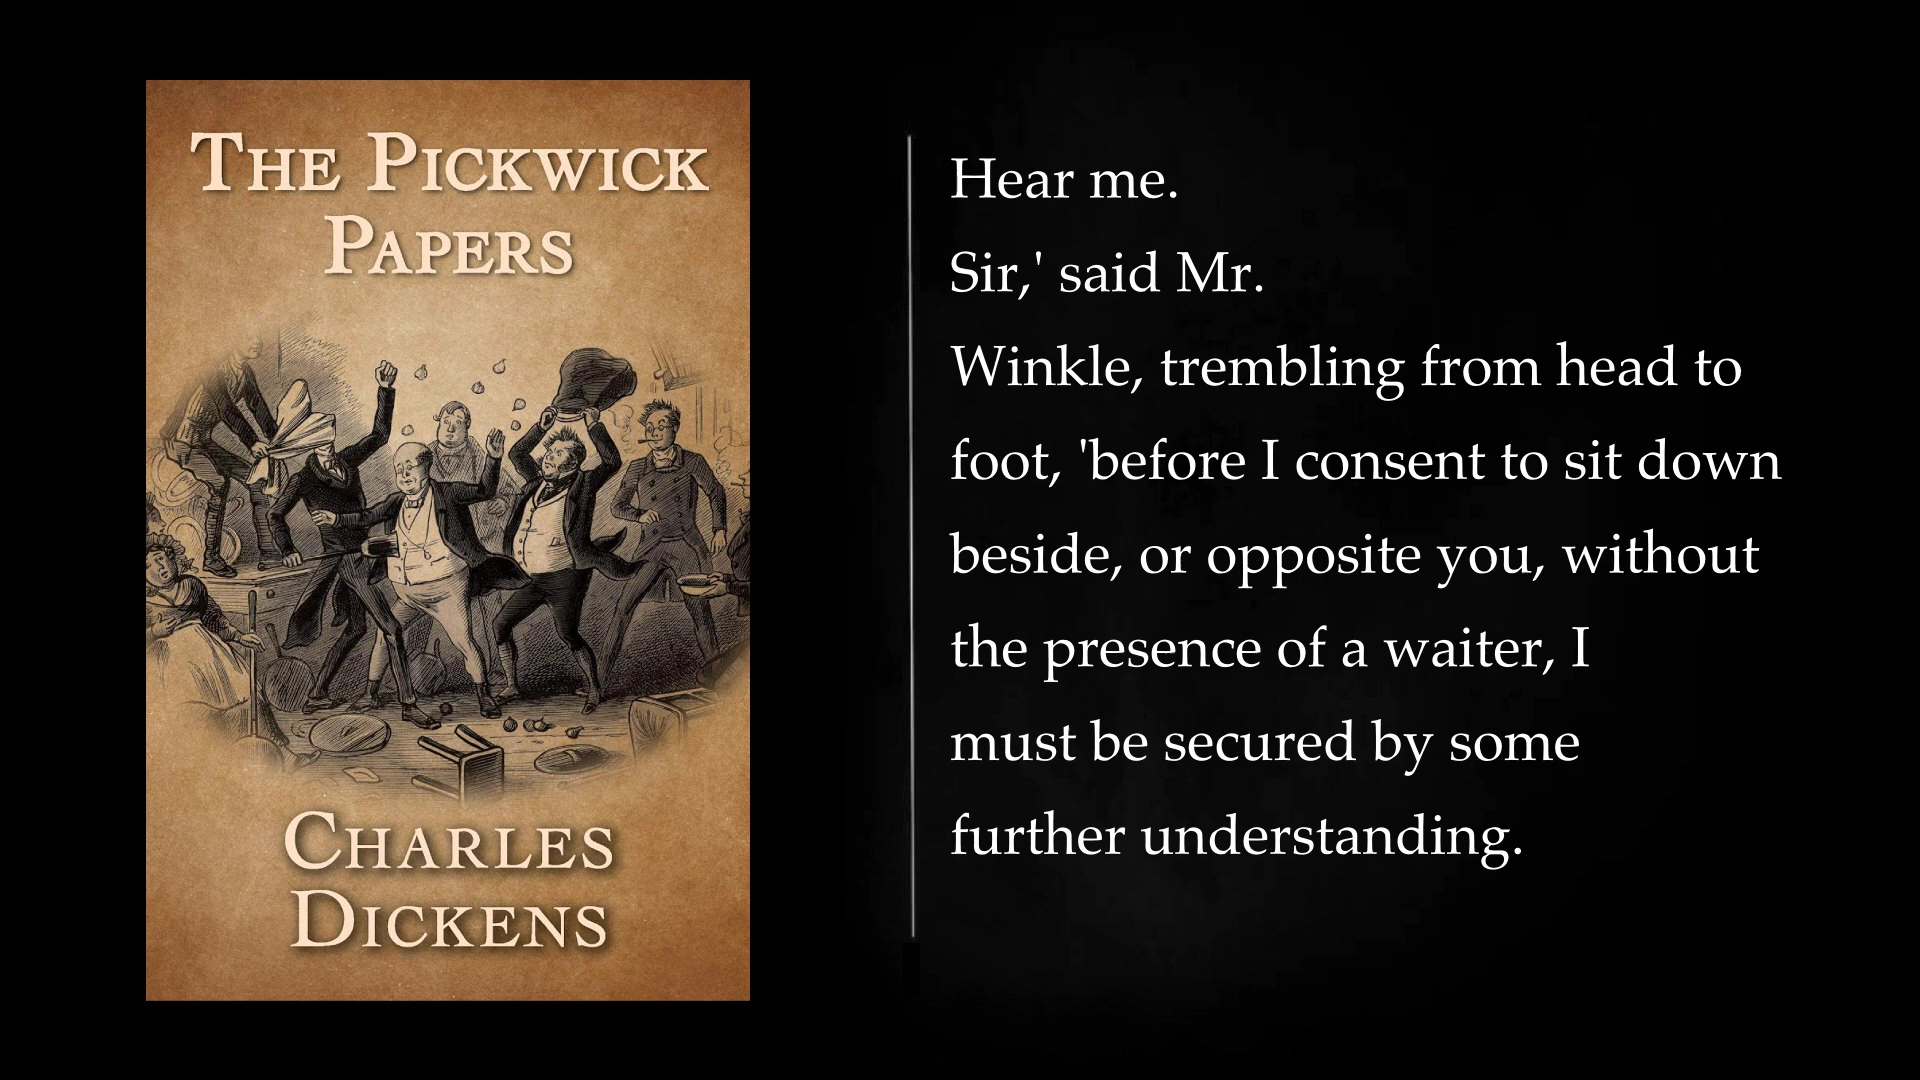 THE PICKWICK
PAPERS
CHARLES
DICKENS
Hear me.
Sir,' said Mr.
Winkle, trembling from head to
foot, 'before I consent to sit down
beside, or opposite you, without
the presence of a waiter, I
must be secured by some
further understanding.